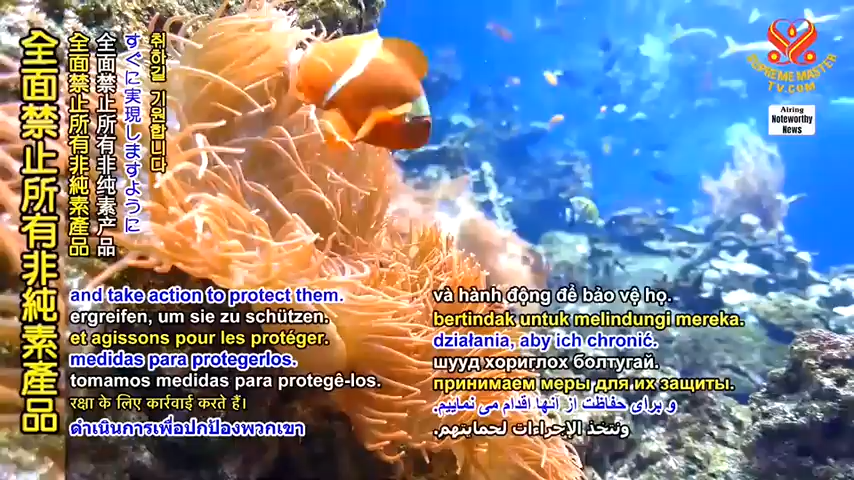 全面禁止所有非純素產品
全面禁止所有非純素產品
全面禁止所有非纯素产品
すぐに実現しますように
취하길 기원합니다
SUPREME MASTER
TV.COM
Airing
Noteworthy
News
and take action to protect them.
ergreifen, um sie zu schützen.
et agissons pour les protéger.
medidas para protegerlos.
tomamos medidas para protegê-los.
रक्षा के लिए कार्रवाई करते हैं।
ดำเนินการเพื่อปกป้องพวกเขา
và hành động để bảo vệ họ.
bertindak untuk melindungi mereka.
działania, aby ich chronić.
шууд хориглох болтугай.
принимаем меры для их защиты.
و برای حفاظت از آنها اقدام می نماییم.
ونتخذ الإجراءات لحمايتهم.